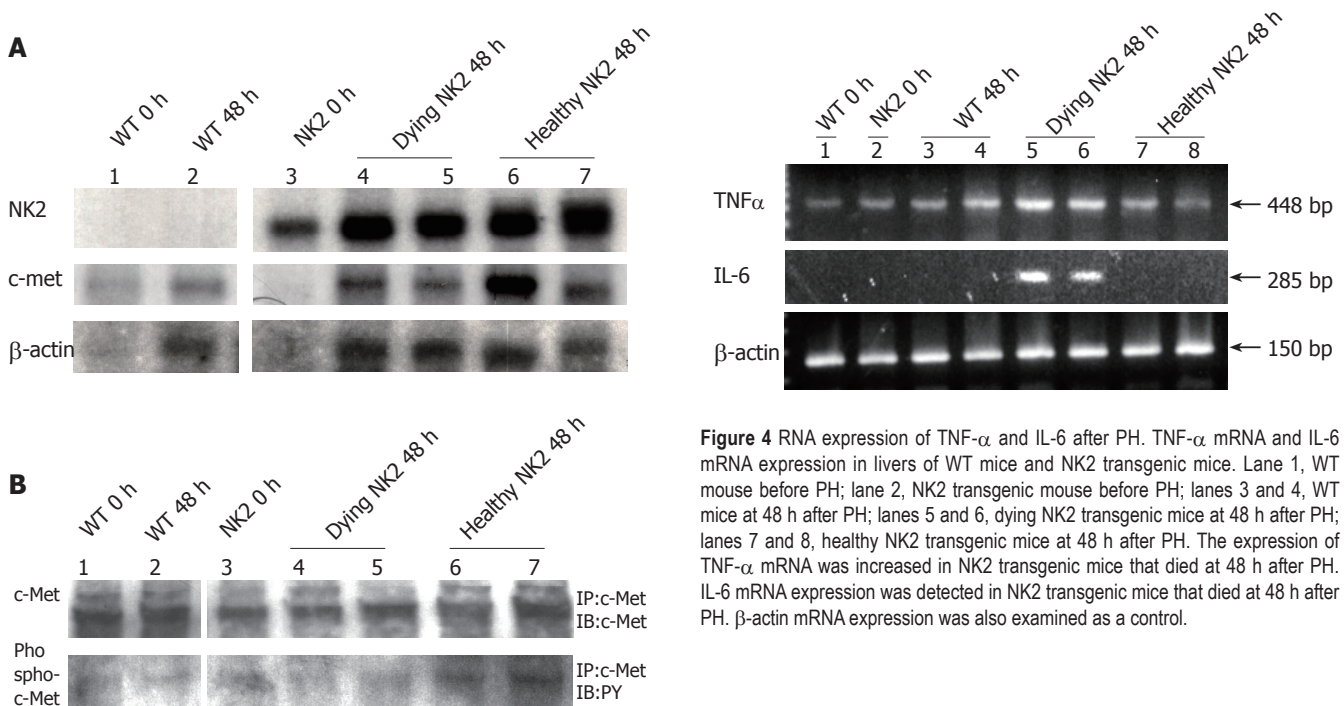 A
WT 0 h
WT 48 h
NK2 0 h
Dying NK2 48 h
Healthy NK2 48 h
1 2 3 4 5 6 7
NK2
c-met
β-actin
B
WT 0 h
WT 48 h
NK2 0 h
Dying NK2 48 h
Healthy NK2 48 h
1 2 3 4 5 6 7
c-Met
IP:c-Met
IB:c-Met
Pho
spho-
c-Met
IP:c-Met
IB:PY
WT 0 h
NK2 0 h
WT 48 h
Dying NK2 48 h
Healthy NK2 48 h
1 2 3 4 5 6 7 8
TNFα
448 bp
IL-6
285 bp
β-actin
150 bp
Figure 4 RNA expression of TNF-α and IL-6 after PH. TNF-α mRNA and IL-6
mRNA expression in livers of WT mice and NK2 transgenic mice. Lane 1, WT
mouse before PH; lane 2, NK2 transgenic mouse before PH; lanes 3 and 4, WT
mice at 48 h after PH; lanes 5 and 6, dying NK2 transgenic mice at 48 h after PH;
lanes 7 and 8, healthy NK2 transgenic mice at 48 h after PH. The expression of
TNF-α mRNA was increased in NK2 transgenic mice that died at 48 h after PH.
IL-6 mRNA expression was detected in NK2 transgenic mice that died at 48 h after
PH. β-actin mRNA expression was also examined as a control.